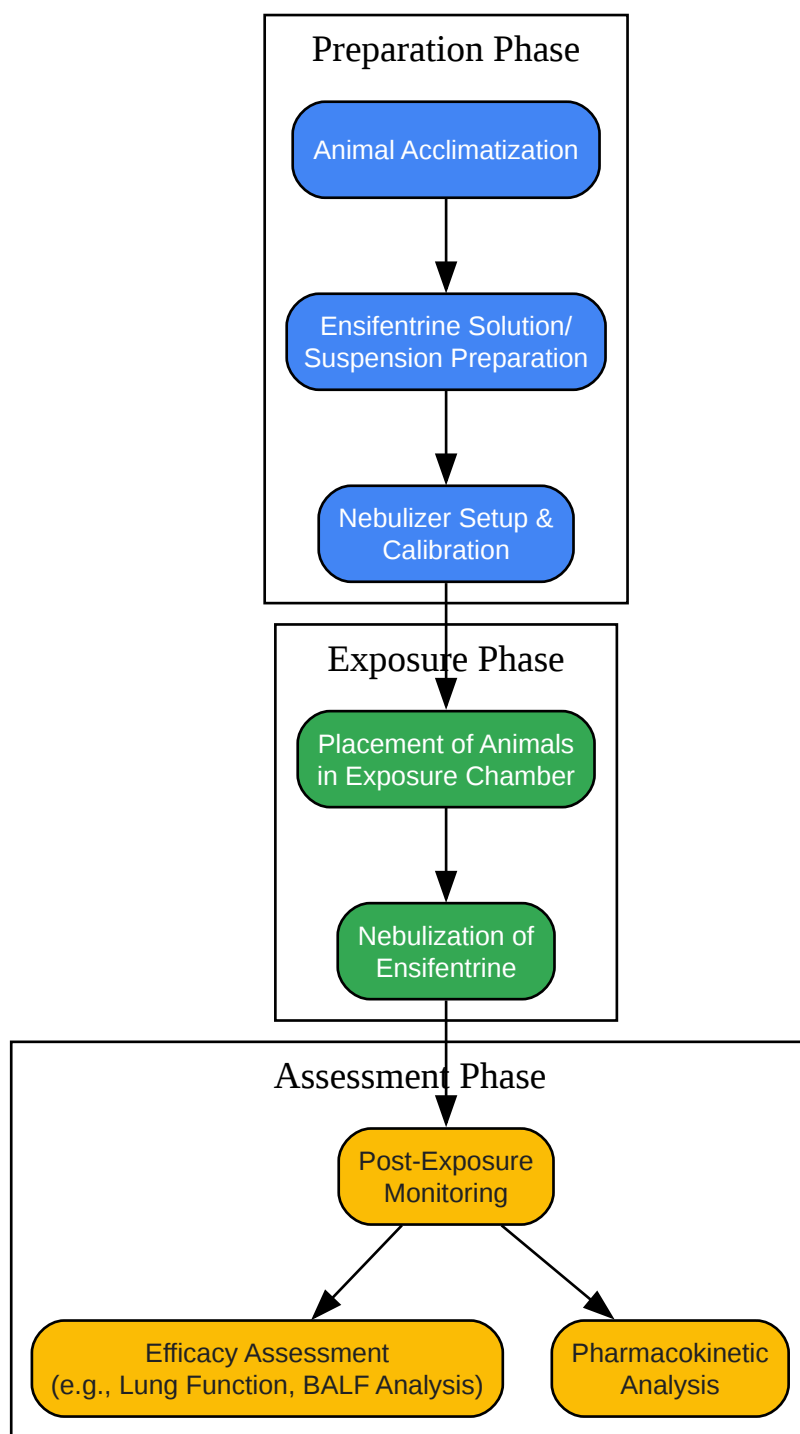 Preparation Phase
Animal Acclimatization
Ensifentrine Solution/
Suspension Preparation
Nebulizer Setup &
Calibration
Exposure Phase
Placement of Animals
in Exposure Chamber
Nebulization of
Ensifentrine
Assessment Phase
Post-Exposure
Monitoring
Efficacy Assessment
(e.g., Lung Function, BALF Analysis)
Pharmacokinetic
Analysis